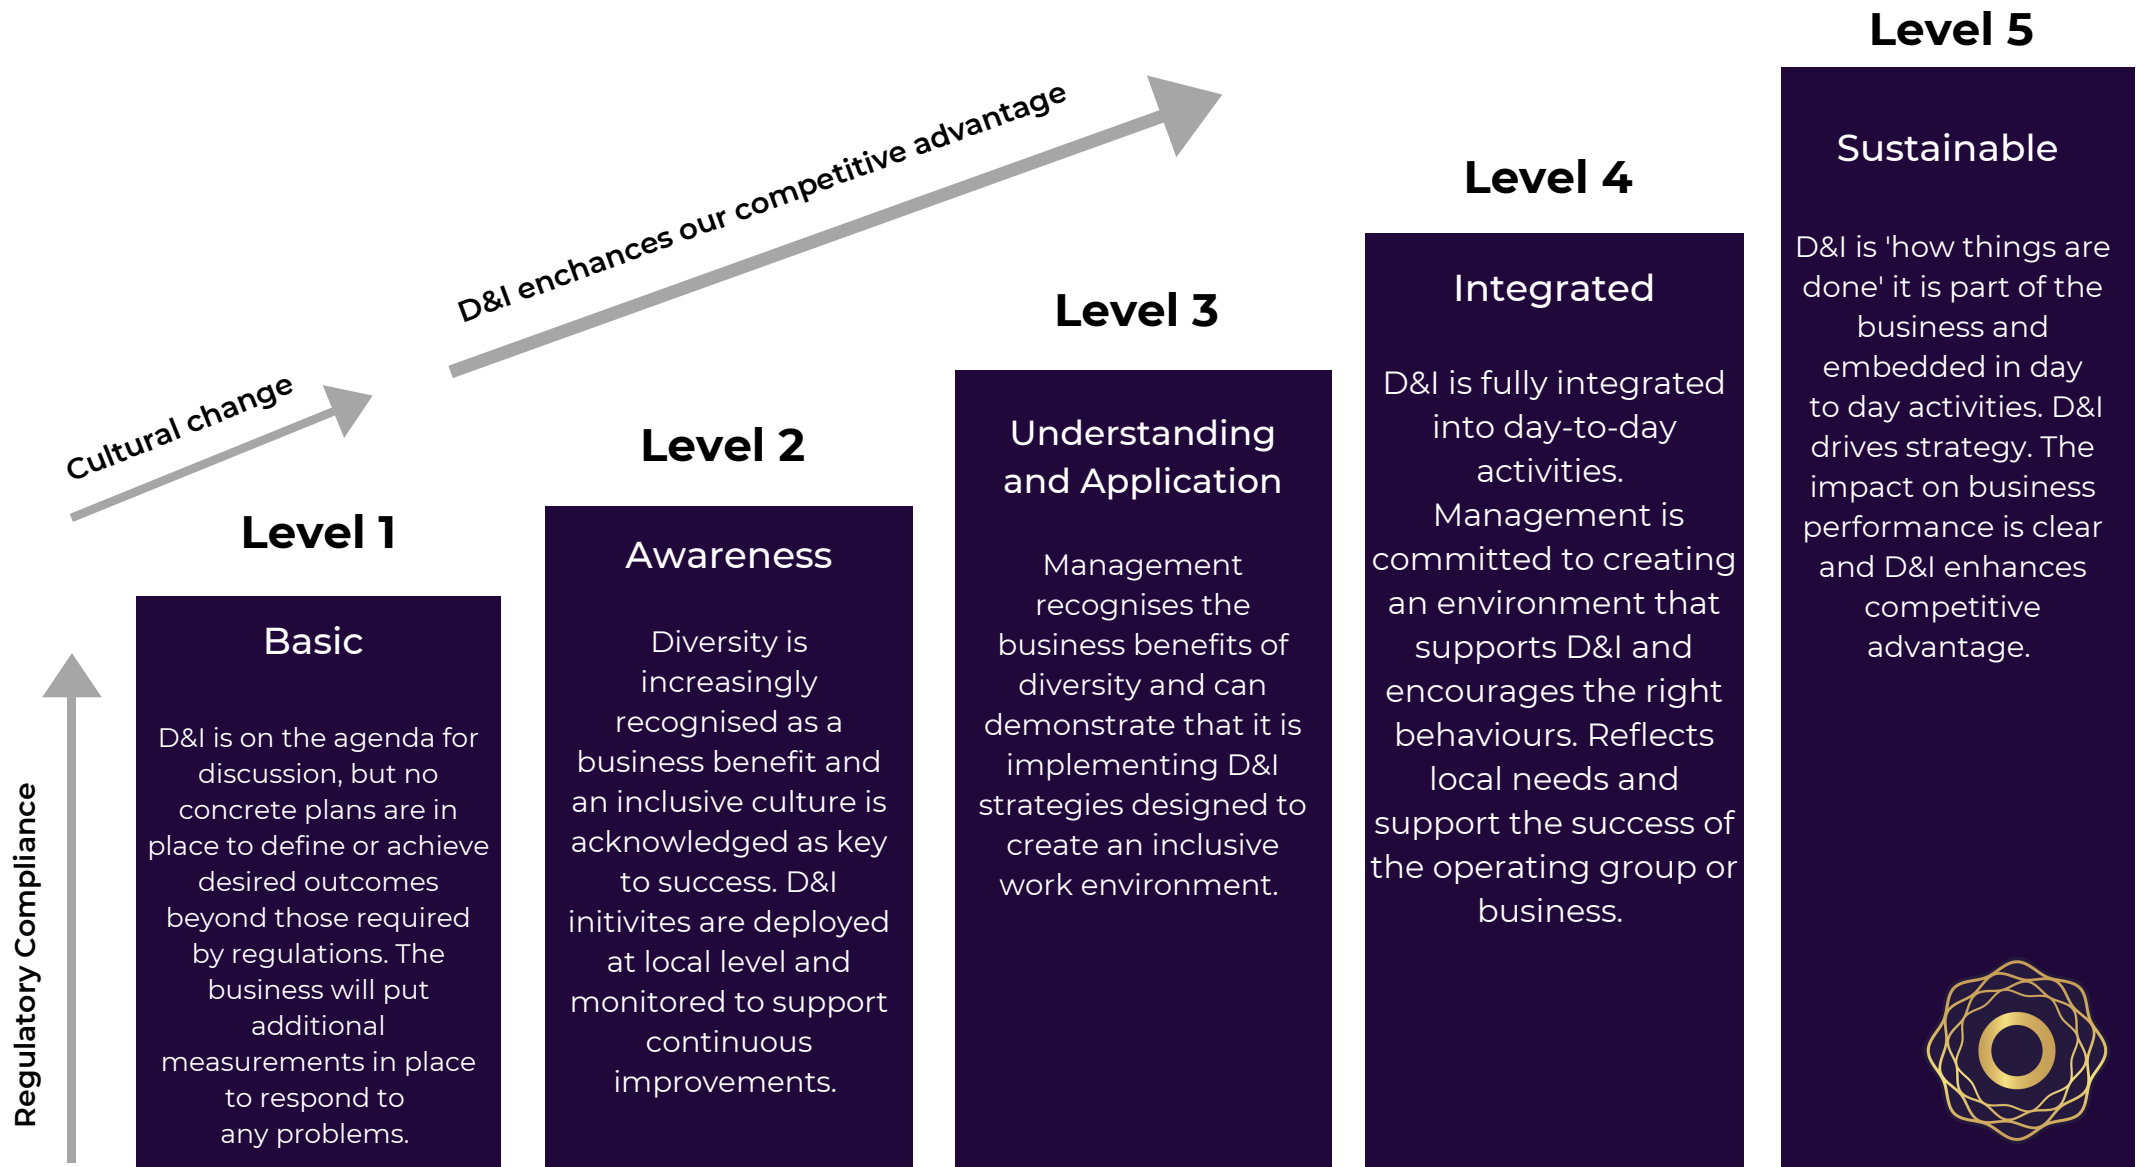 Regulatory Compliance
Cultural change
D&I enchances our competitive advantage
Level 1
Basic
D&I is on the agenda for
discussion, but no
concrete plans are in
place to define or achieve
desired outcomes
beyond those required
by regulations. The
business will put
additional
measurements in place
to respond to
any problems.
Level 2
Awareness
Diversity is
increasingly
recognised as a
business benefit and
an inclusive culture is
acknowledged as key
to success. D&I
initivites are deployed
at local level and
monitored to support
continuous
improvements.
Level 3
Understanding
and Application
Management
recognises the
business benefits of
diversity and can
demonstrate that it is
implementing D&I
strategies designed to
create an inclusive
work environment.
Level 4
Integrated
D&I is fully integrated
into day-to-day
activities.
Management is
committed to creating
an environment that
supports D&I and
encourages the right
behaviours. Reflects
local needs and
support the success of
the operating group or
business.
Level 5
Sustainable
D&I is 'how things are
done' it is part of the
business and
embedded in day
to day activities. D&I
drives strategy. The
impact on business
performance is clear
and D&I enhances
competitive
advantage.